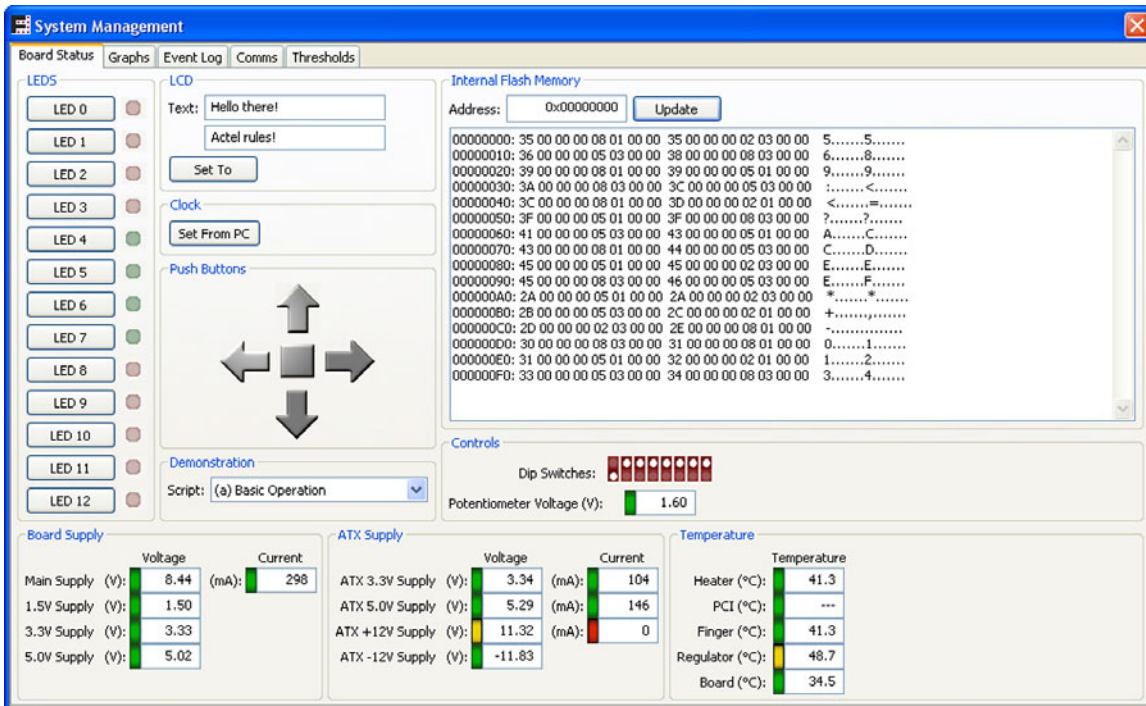 System Management
Board Status Graphs Event Log Comms Thresholds
LEDS
LED 0
LED 1
LED 2
LED 3
LED 4
LED 5
LED 6
LED 7
LED 8
LED 9
LED 10
LED 11
LED 12
LCD
Text: Hello there!
Actel rules!
Set To
Clock
Set From PC
Push Buttons
Demonstration
Script: (a) Basic Operation
Internal Flash Memory
Address: 0x00000000 Update
00000000: 35 00 00 00 08 01 00 00 35 00 00 00 02 03 00 00 5.......5.......
00000010: 36 00 00 00 05 03 00 00 38 00 00 00 08 03 00 00 6.......8.......
00000020: 39 00 00 00 08 01 00 00 39 00 00 00 05 01 00 00 9.......9.......
00000030: 3A 00 00 00 08 03 00 00 3C 00 00 00 05 03 00 00 :.......<.......
00000040: 3C 00 00 00 08 01 00 00 3D 00 00 00 02 01 00 00 <.......=.......
00000050: 3F 00 00 00 05 01 00 00 3F 00 00 00 08 03 00 00 ?.......?.......
00000060: 41 00 00 00 05 03 00 00 43 00 00 00 05 01 00 00 A.......C.......
00000070: 43 00 00 00 08 01 00 00 44 00 00 00 05 03 00 00 C.......D.......
00000080: 45 00 00 00 05 01 00 00 45 00 00 00 02 03 00 00 E.......E.......
00000090: 45 00 00 00 08 03 00 00 46 00 00 00 05 03 00 00 E.......F.......
000000A0: 2A 00 00 00 05 01 00 00 2A 00 00 00 02 03 00 00 *.......*.......
000000B0: 2B 00 00 00 05 03 00 00 2C 00 00 00 02 01 00 00 +.......,.......
000000C0: 2D 00 00 00 02 03 00 00 2E 00 00 00 08 01 00 00 -...............
000000D0: 30 00 00 00 08 03 00 00 31 00 00 00 08 01 00 00 0.......1.......
000000E0: 31 00 00 00 05 01 00 00 32 00 00 00 02 01 00 00 1.......2.......
000000F0: 33 00 00 00 05 03 00 00 34 00 00 00 08 03 00 00 3.......4.......
Controls
Dip Switches:
Potentiometer Voltage (V): 1.60
Board Supply
Voltage Current
Main Supply (V): 8.44 (mA): 298
1.5V Supply (V): 1.50
3.3V Supply (V): 3.33
5.0V Supply (V): 5.02
ATX Supply
Voltage Current
ATX 3.3V Supply (V): 3.34 (mA): 104
ATX 5.0V Supply (V): 5.29 (mA): 146
ATX +12V Supply (V): 11.32 (mA): 0
ATX -12V Supply (V): -11.83
Temperature
Temperature
Heater (°C): 41.3
PCI (°C): ---
Finger (°C): 41.3
Regulator (°C): 48.7
Board (°C): 34.5